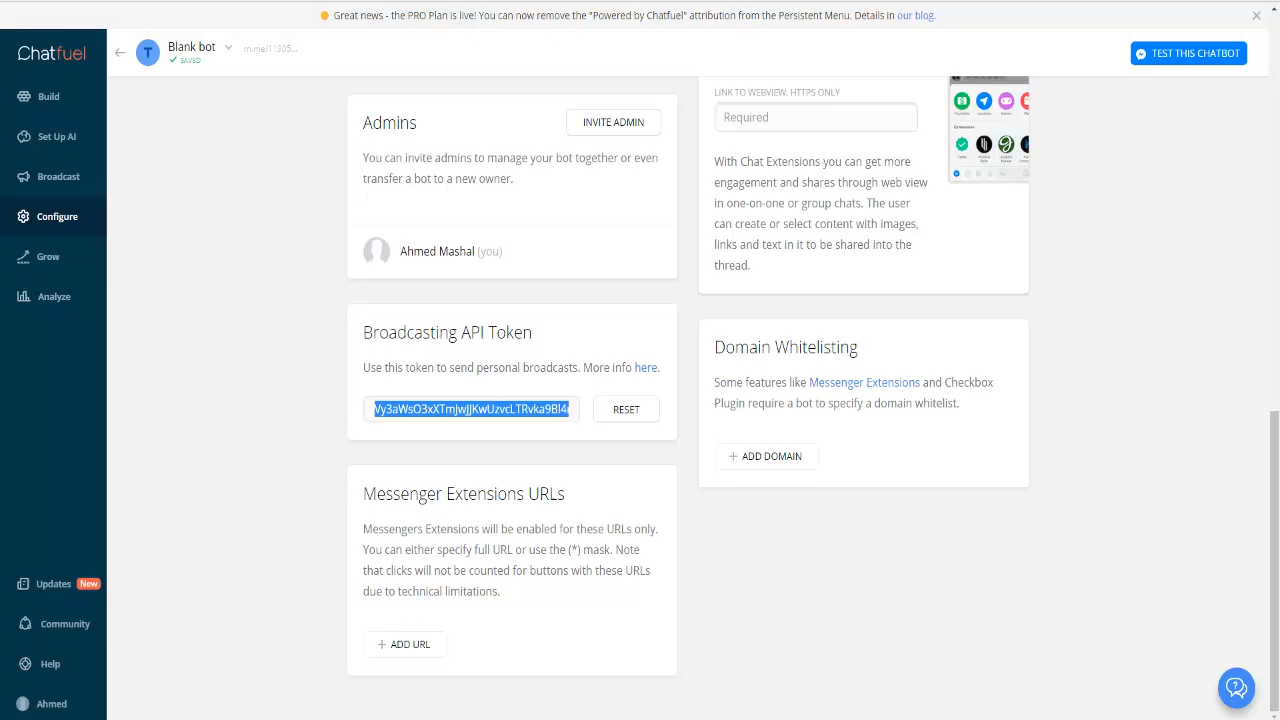 Great news - the PRO Plan is live! You can now remove the "Powered by Chatfuel" attribution from the Persistent Menu. Details in our blog.
Chatfuel
T
Blank bot
SAVED
m.me/11905...
TEST THIS CHATBOT
Build
Set Up AI
Broadcast
Configure
Grow
Analyze
Updates New
Community
Help
Ahmed
Admins
INVITE ADMIN
You can invite admins to manage your bot together or even
transfer a bot to a new owner.
Ahmed Mashal (you)
Broadcasting API Token
Use this token to send personal broadcasts. More info here.
RESET
Messenger Extensions URLs
Messengers Extensions will be enabled for these URLs only.
You can either specify full URL or use the (*) mask. Note
that clicks will not be counted for buttons with these URLs
due to technical limitations.
+ ADD URL
LINK TO WEBVIEW. HTTPS ONLY
Required
With Chat Extensions you can get more
engagement and shares through web view
in one-on-one or group chats. The user
can create or select content with images,
links and text in it to be shared into the
thread.
Domain Whitelisting
Some features like Messenger Extensions and Checkbox
Plugin require a bot to specify a domain whitelist.
+ ADD DOMAIN